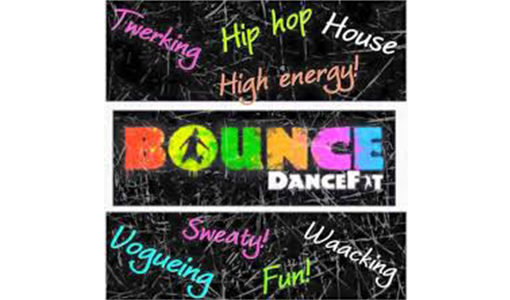 Twerking Hip hop House
High energy!
BOUNCE
DANCEFIT
Vogueing Sweaty! Waacking
Fun!